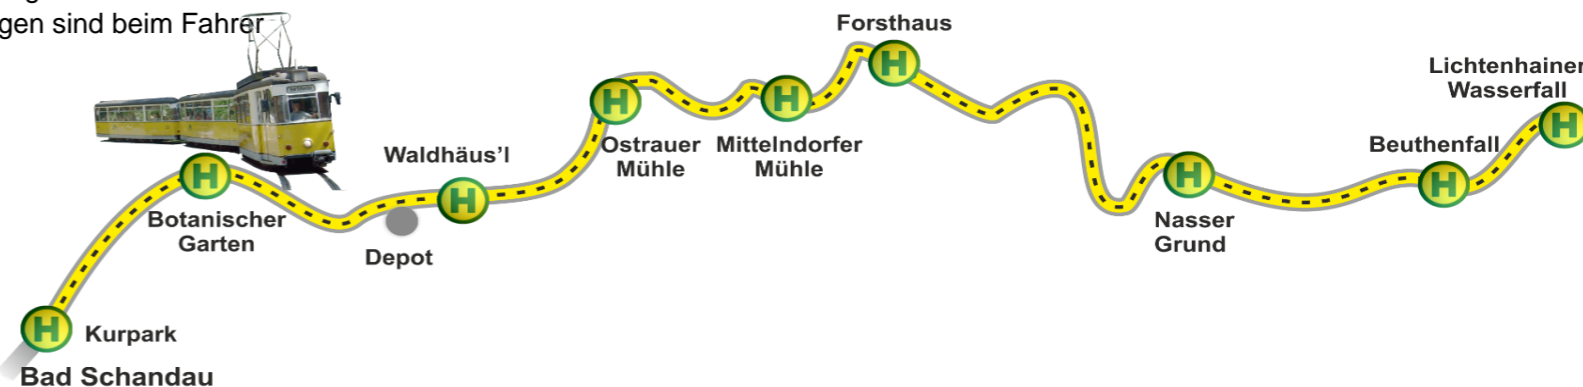 gen sind beim Fahrer
Forsthaus
Lichtenhainer
Wasserfall
Waldhäus'l
Ostrauer
Mühle
Mittelndorfer
Mühle
Beuthenfall
Botanischer
Garten
Nasser
Grund
Depot
Kurpark
Bad Schandau
H
H
H
H
H
H
H
H
H